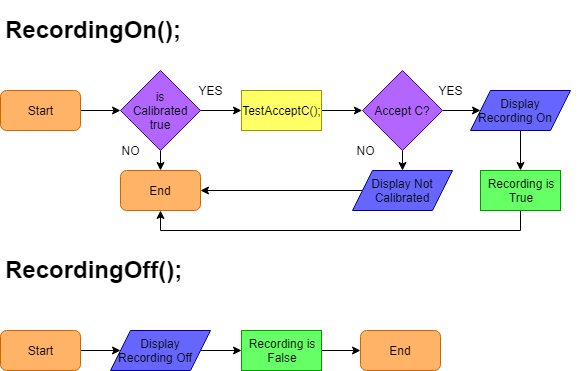 RecordingOn();
Start
is
Calibrated
true
YES
NO
TestAcceptC();
Accept C?
YES
NO
Display
Recording On
End
Display Not
Calibrated
Recording is
True
RecordingOff();
Start
Display
Recording Off
Recording is
False
End